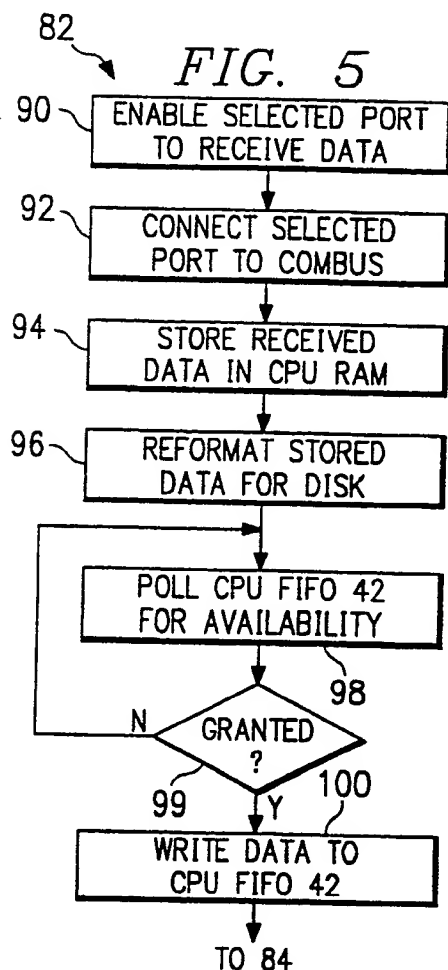 82
FIG. 5
90
ENABLE SELECTED PORT
TO RECEIVE DATA
92
CONNECT SELECTED
PORT TO COMBUS
94
STORE RECEIVED
DATA IN CPU RAM
96
REFORMAT STORED
DATA FOR DISK
POLL CPU FIFO 42
FOR AVAILABILITY
98
N
GRANTED
?
99
Y
100
WRITE DATA TO
CPU FIFO 42
TO 84